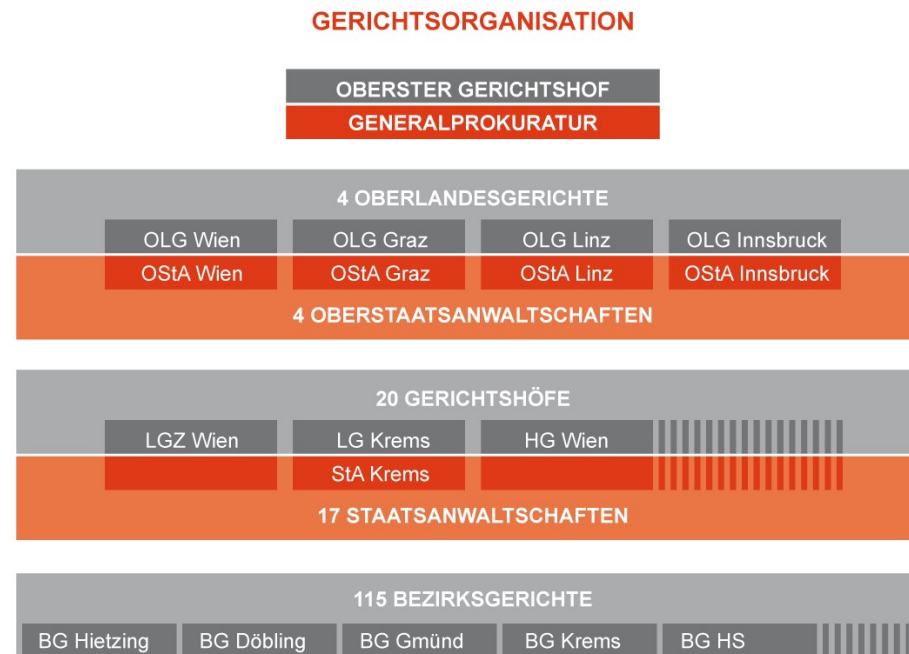 GERICHTSORGANISATION
OBERSTER GERICHTSHOF
GENERALPROKURATUR
4 OBERLANDESGERICHTE
OLG Wien OLG Graz OLG Linz OLG Innsbruck
OStA Wien OStA Graz OStA Linz OStA Innsbruck
4 OBERSTAATSANWALTSCHAFTEN
20 GERICHTSHÖFE
LGZ Wien LG Krems HG Wien
StA Krems
17 STAATSANWALTSCHAFTEN
115 BEZIRKSGERICHTE
BG Hietzing BG Döbling BG Gmünd BG Krems BG HS